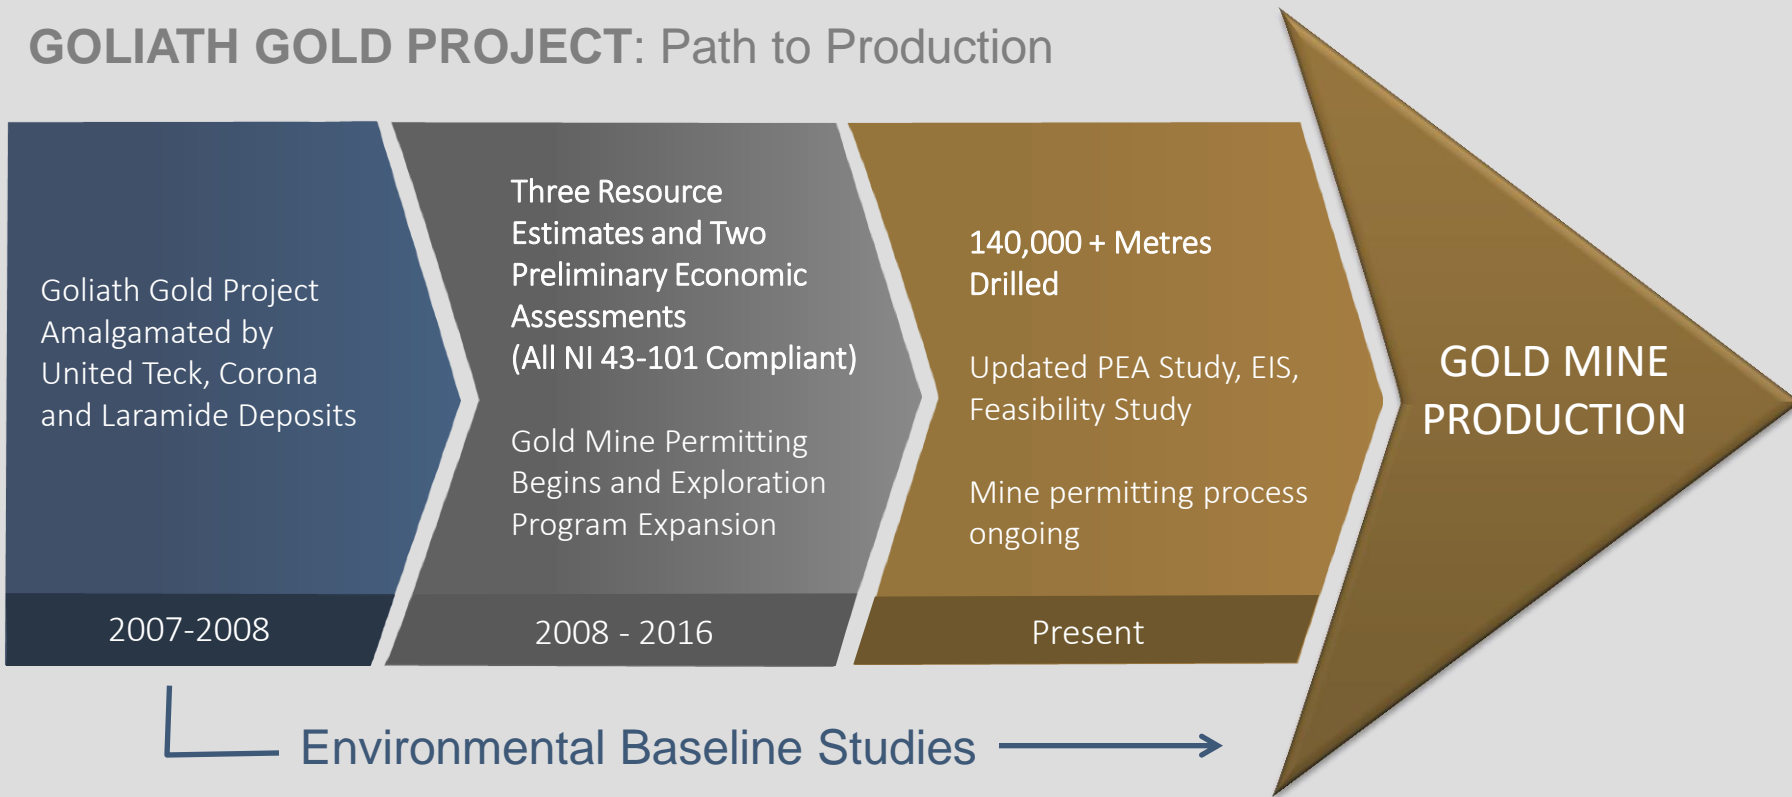 GOLIATH GOLD PROJECT: Path to Production
Goliath Gold Project
Amalgamated by
United Teck, Corona
and Laramide Deposits
2007-2008
Three Resource
Estimates and Two
Preliminary Economic
Assessments
(All NI 43-101 Compliant)
Gold Mine Permitting
Begins and Exploration
Program Expansion
2008 - 2016
140,000 + Metres
Drilled
Updated PEA Study, EIS,
Feasibility Study
Mine permitting process
ongoing
Present
GOLD MINE
PRODUCTION
Environmental Baseline Studies